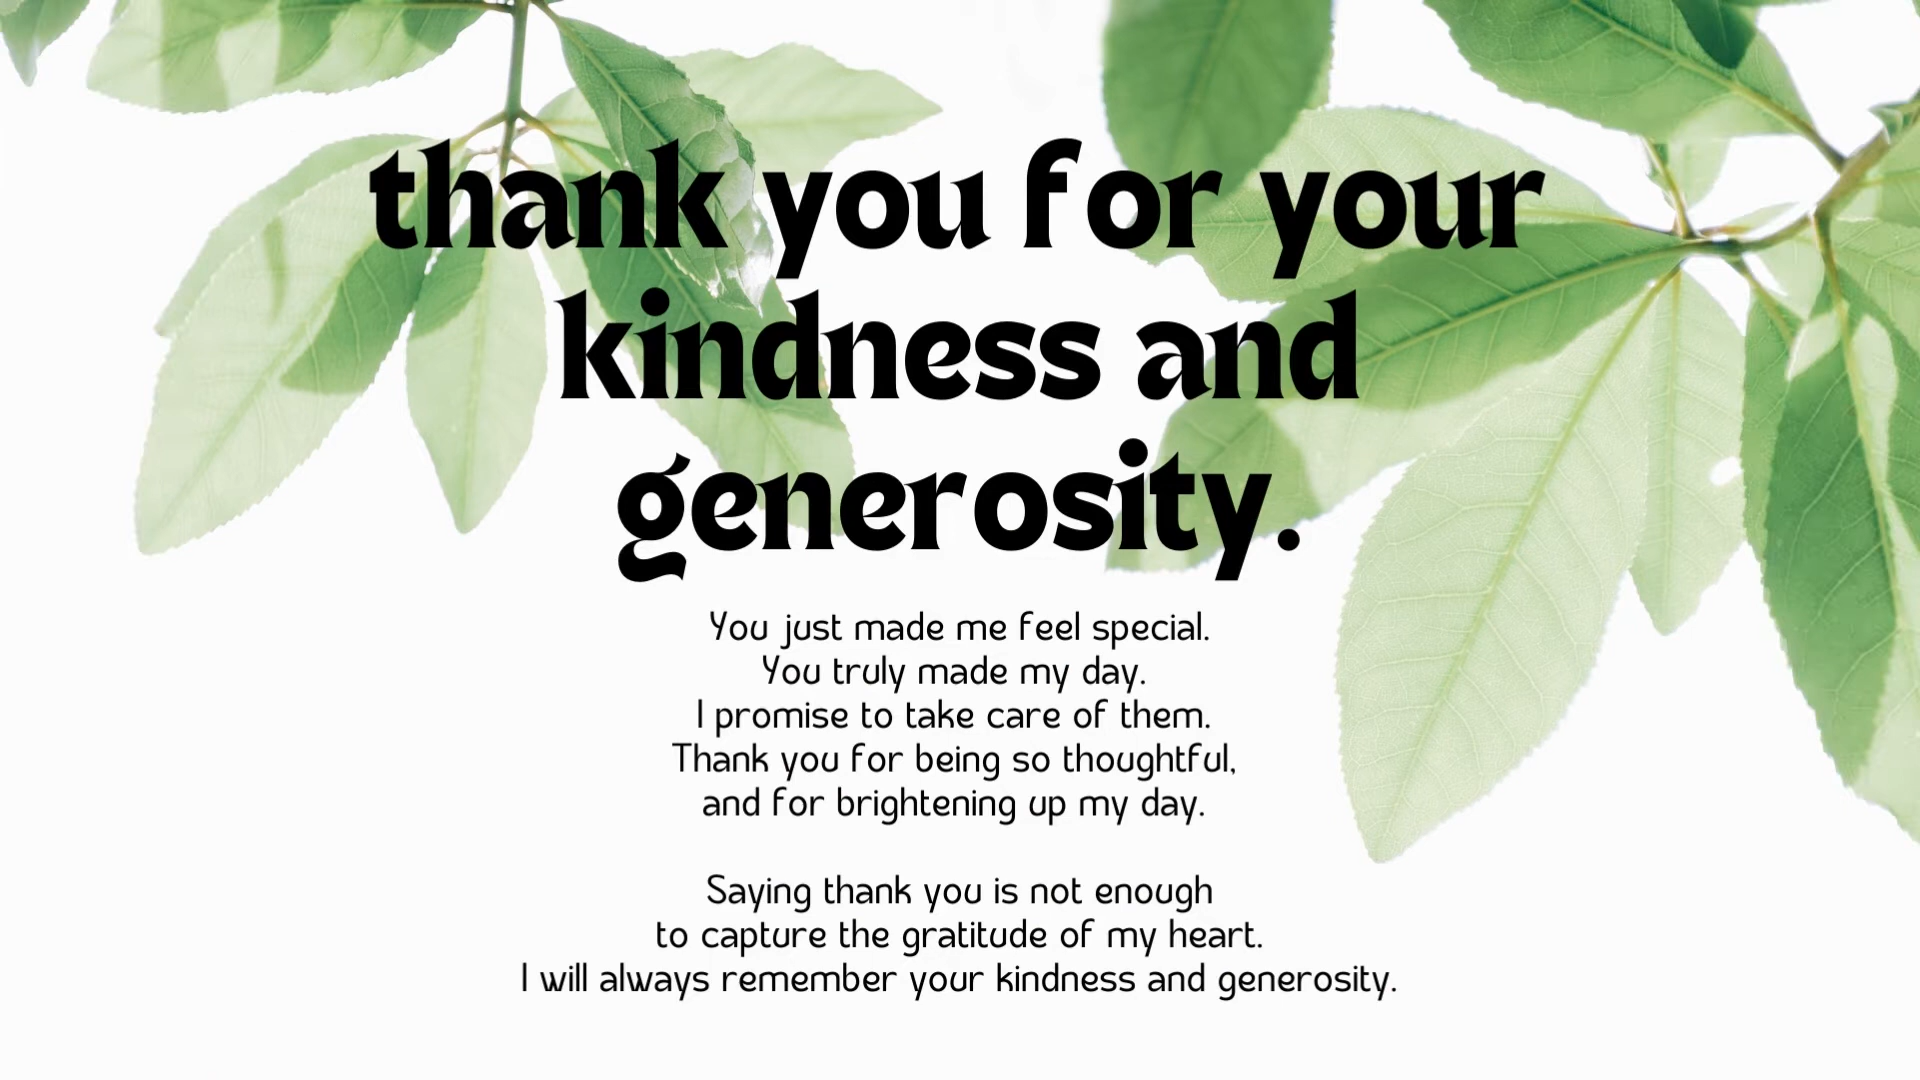 thank you for your
kindness and
generosity.
You just made me feel special.
You truly made my day.
I promise to take care of them.
Thank you for being so thoughtful,
and for brightening up my day.
Saying thank you is not enough
to capture the gratitude of my heart.
I will always remember your kindness and generosity.